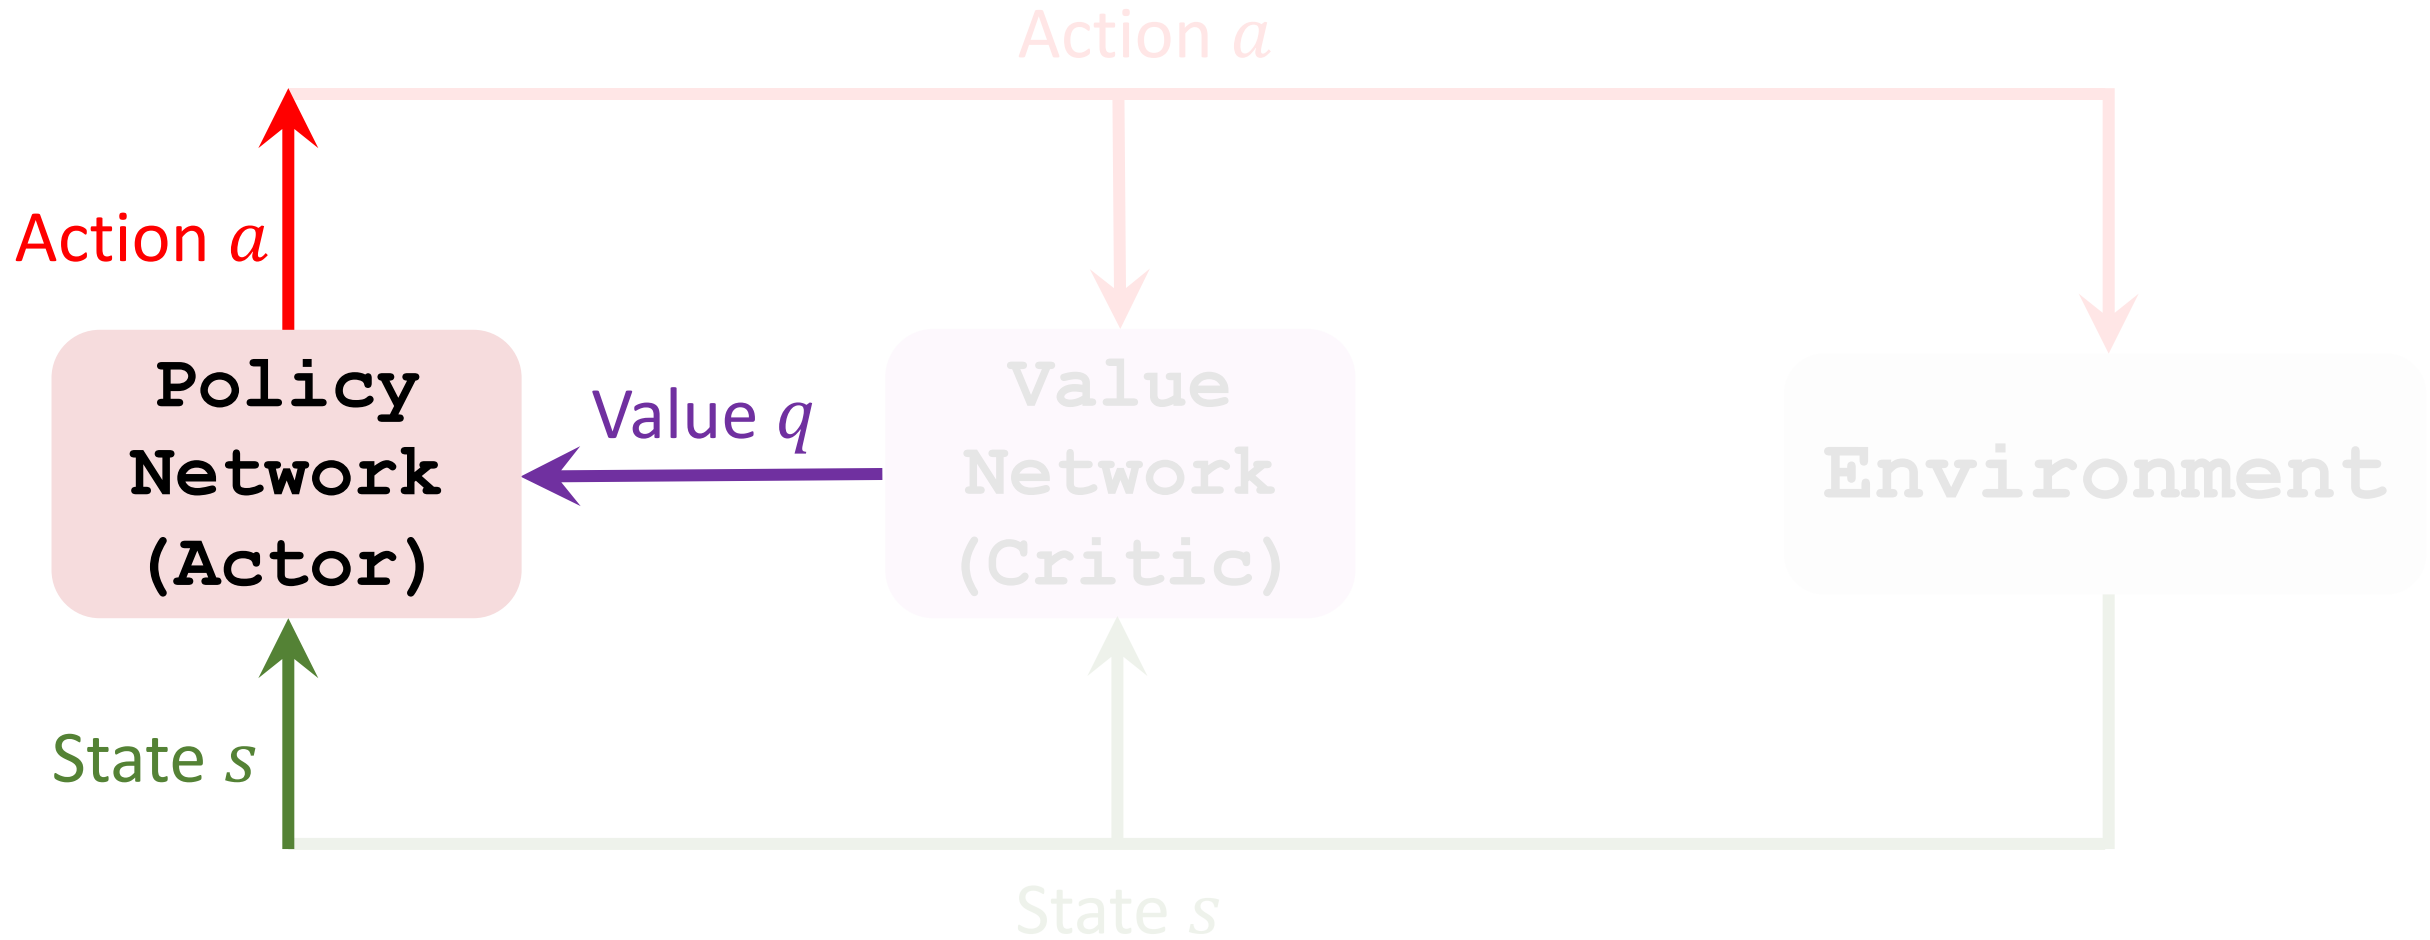 Action a
Action a
Policy
Network
(Actor)
Value q
Value
Network
(Critic)
Environment
State s
State s